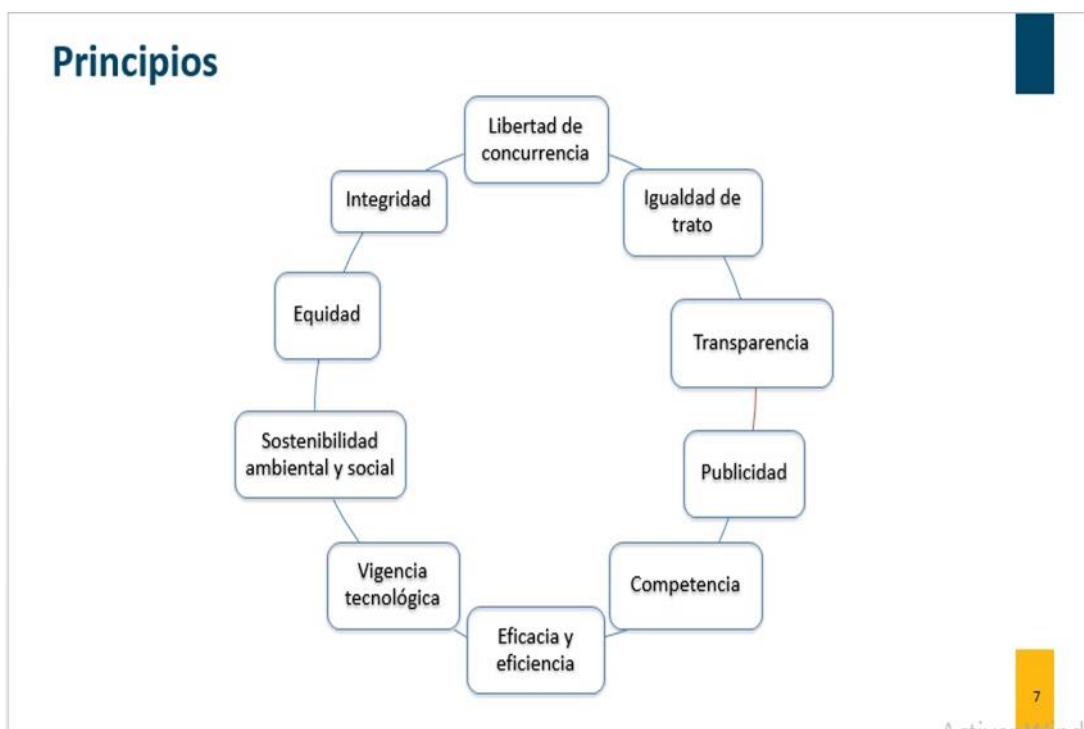 Principios
Libertad de
concurrencia
Igualdad de
trato
Transparencia
Publicidad
Competencia
Eficacia y
eficiencia
Vigencia
tecnológica
Sostenibilidad
ambiental y social
Equidad
Integridad
7